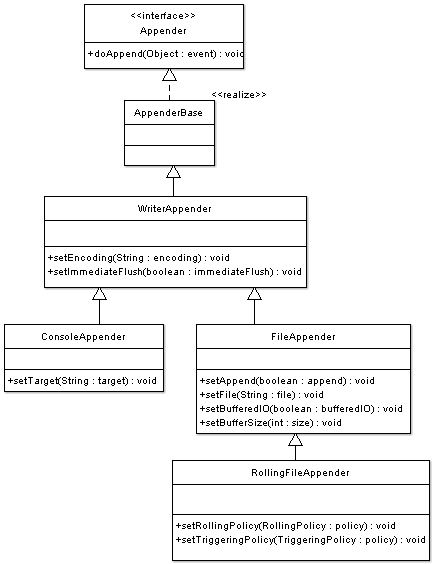 <<interface>>
Appender
+doAppend(Object : event) : void
<<realize>>
AppenderBase
WriterAppender
+setEncoding(String : encoding) : void
+setImmediateFlush(boolean : immediateFlush) : void
ConsoleAppender
+setTarget(String : target) : void
FileAppender
+setAppend(boolean : append) : void
+setFile(String : file) : void
+setBufferedIO(boolean : bufferedIO) : void
+setBufferSize(int : size) : void
RollingFileAppender
+setRollingPolicy(RollingPolicy : policy) : void
+setTriggeringPolicy(TriggeringPolicy : policy) : void